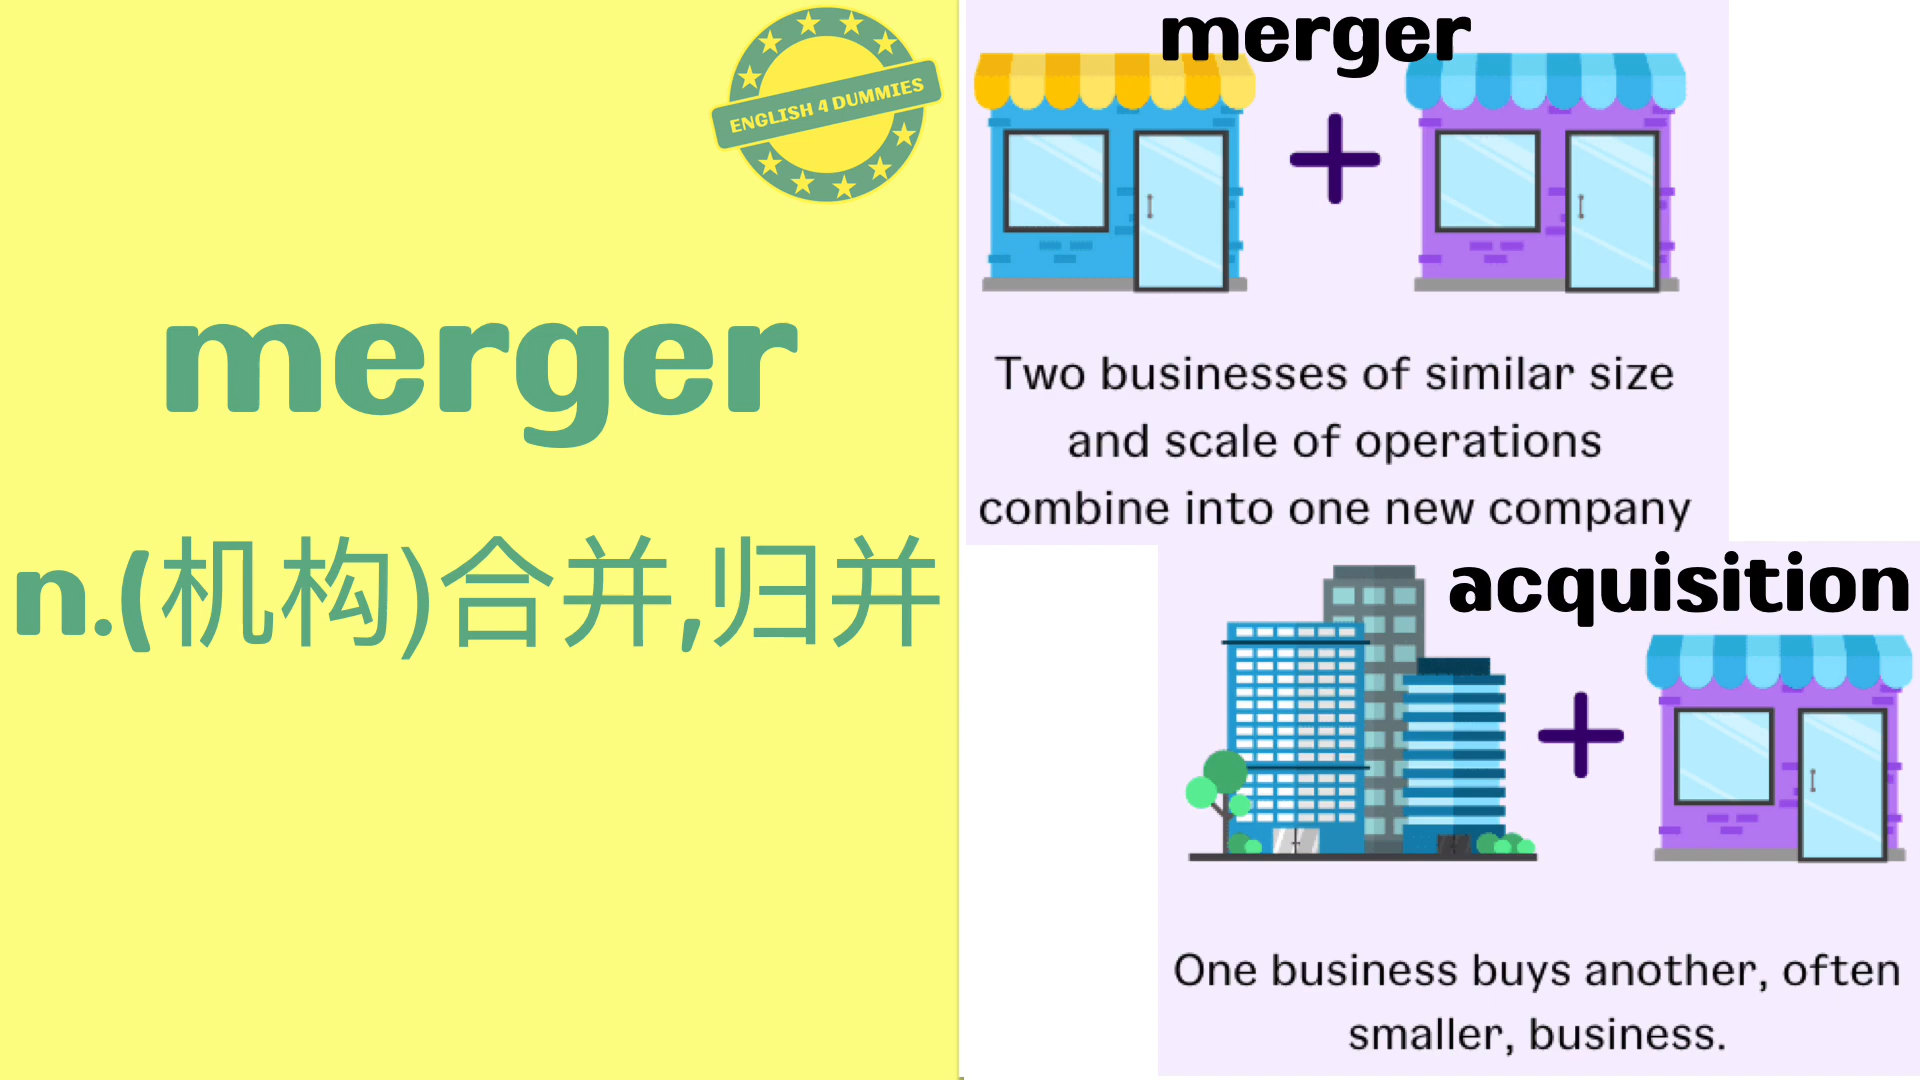 ENGLISH 4 DUMMIES
merger
n.(机构)合并,归并
merger
Two businesses of similar size
and scale of operations
combine into one new company
acquisition
One business buys another, often
smaller, business.